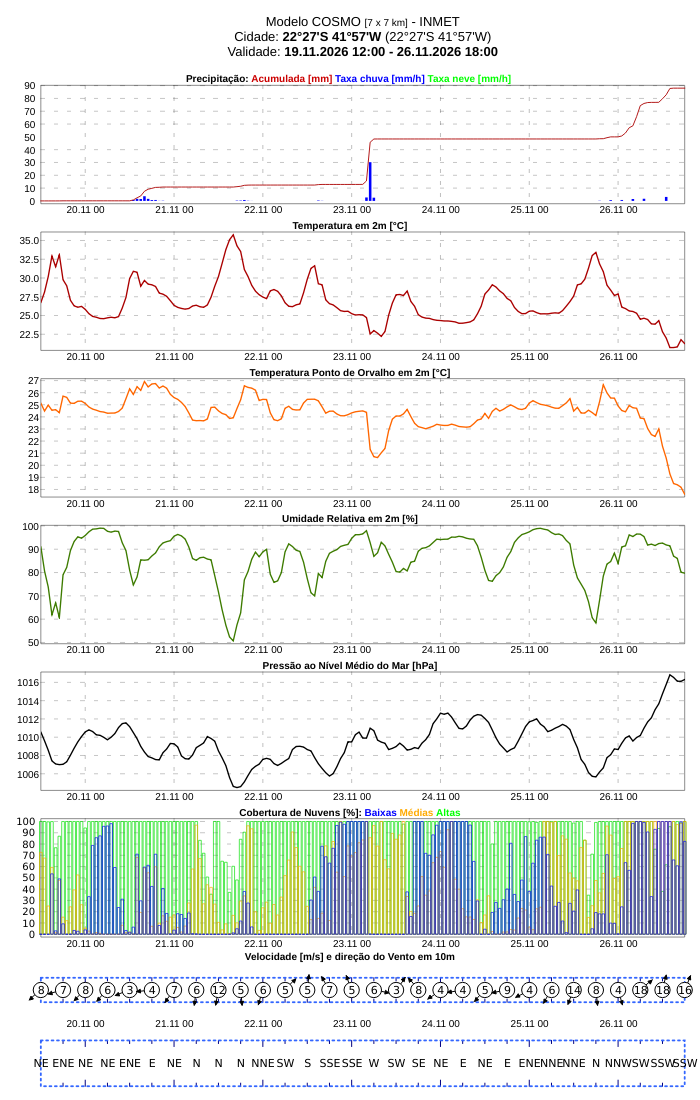 Modelo COSMO [7 x 7 km] - INMET
Cidade: 22°27'S 41°57'W (22°27'S 41°57'W)
Validade: 19.11.2026 12:00 - 26.11.2026 18:00
Precipitação: Acumulada [mm] Taxa chuva [mm/h] Taxa neve [mm/h]
90
80
70
60
50
40
30
20
10
0
20.11 00 21.11 00 22.11 00 23.11 00 24.11 00 25.11 00 26.11 00
Temperatura em 2m [°C]
35.0
32.5
30.0
27.5
25.0
22.5
20.11 00 21.11 00 22.11 00 23.11 00 24.11 00 25.11 00 26.11 00
Temperatura Ponto de Orvalho em 2m [°C]
27
26
25
24
23
22
21
20
19
18
20.11 00 21.11 00 22.11 00 23.11 00 24.11 00 25.11 00 26.11 00
Umidade Relativa em 2m [%]
100
90
80
70
60
50
20.11 00 21.11 00 22.11 00 23.11 00 24.11 00 25.11 00 26.11 00
Pressão ao Nível Médio do Mar [hPa]
1016
1014
1012
1010
1008
1006
20.11 00 21.11 00 22.11 00 23.11 00 24.11 00 25.11 00 26.11 00
Cobertura de Nuvens [%]: Baixas Médias Altas
100
90
80
70
60
50
40
30
20
10
0
20.11 00 21.11 00 22.11 00 23.11 00 24.11 00 25.11 00 26.11 00
Velocidade [m/s] e direção do Vento em 10m
8 7 8 6 3 4 7 6 12 5 6 5 5 7 5 6 3 8 4 4 5 9 4 6 14 8 4 18 18 16
20.11 00 21.11 00 22.11 00 23.11 00 24.11 00 25.11 00 26.11 00
NE ENE NE NE ENE E NE N N N NNE SW S SSE SSE W SW SE NE E NE E ENE NNE NNE N NNW SW SSW SSW